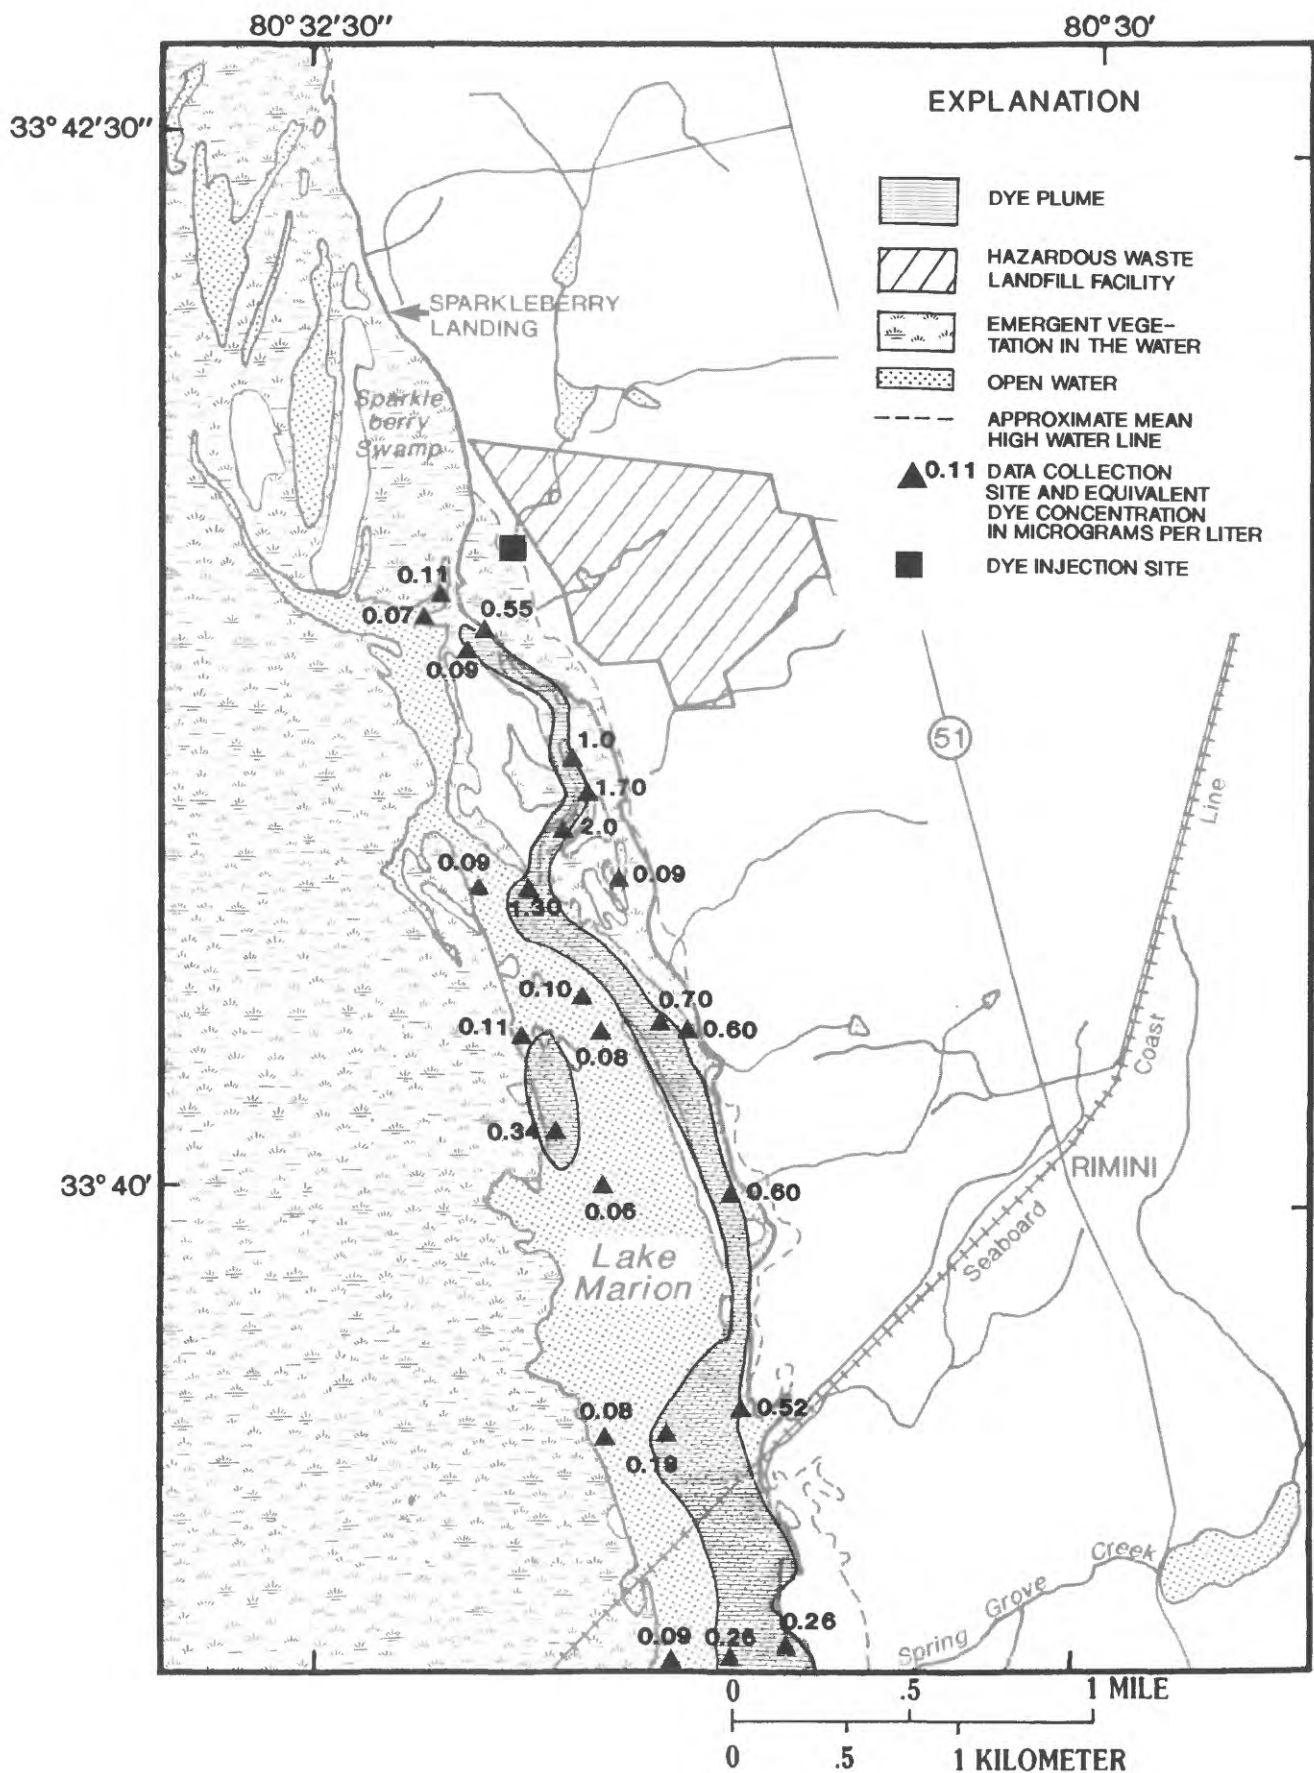 80°32'30"
80°30'
33°42'30"
EXPLANATION
DYE PLUME
HAZARDOUS WASTE
LANDFILL FACILITY
EMERGENT VEGE-
TATION IN THE WATER
OPEN WATER
APPROXIMATE MEAN
HIGH WATER LINE
0.11 DATA COLLECTION
SITE AND EQUIVALENT
DYE CONCENTRATION
IN MICROGRAMS PER LITER
DYE INJECTION SITE
SPARKLEBERRY
LANDING
Sparkle
berry
Swamp
0.11
0.07
0.55
0.09
1.0
1.70
2.0
51
Line
0.09
0.09
1.30
0.10
0.70
0.11
0.60
0.08
Coast
0.34
RIMINI
33°40'
0.60
0.06
Seaboard
Lake
Marion
0.52
0.08
0.19
Creek
Grove
Spring
0.09
0.26
0.26
0 .5 1 MILE
0 .5 1 KILOMETER